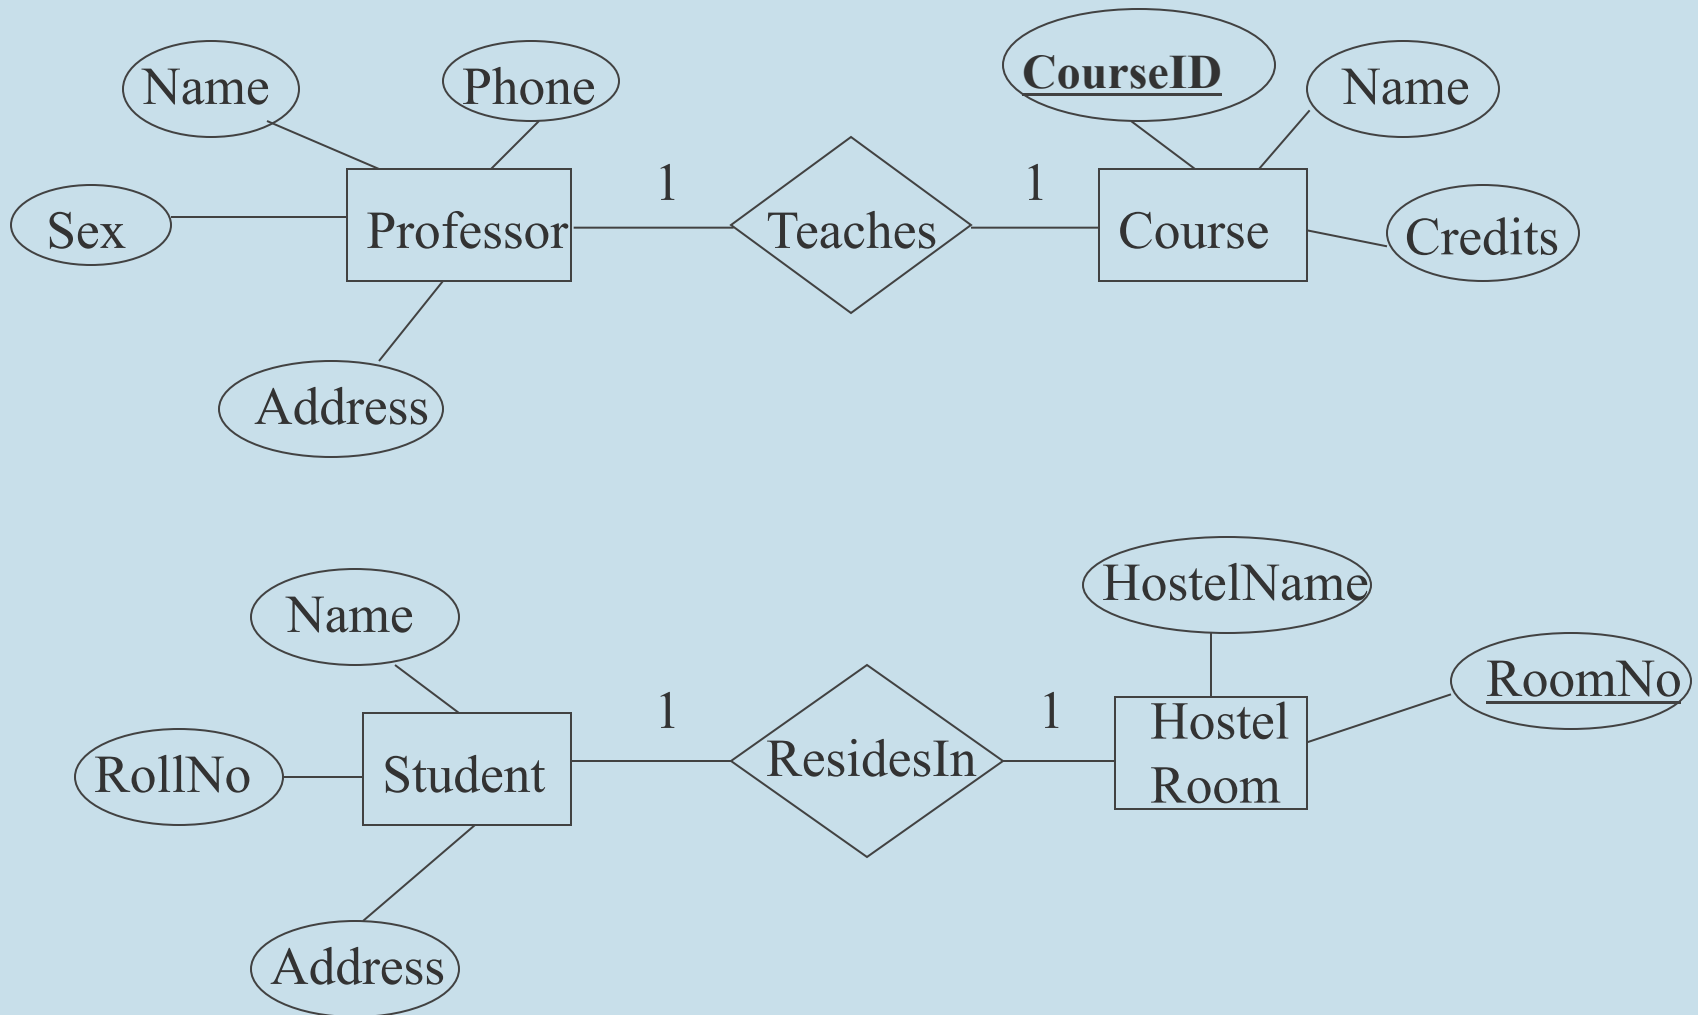 Name
Phone
CourseID
Name
Sex
Professor
1
Teaches
1
Course
Credits
Address
Name
HostelName
RollNo
Student
1
ResidesIn
1
Hostel
Room
RoomNo
Address